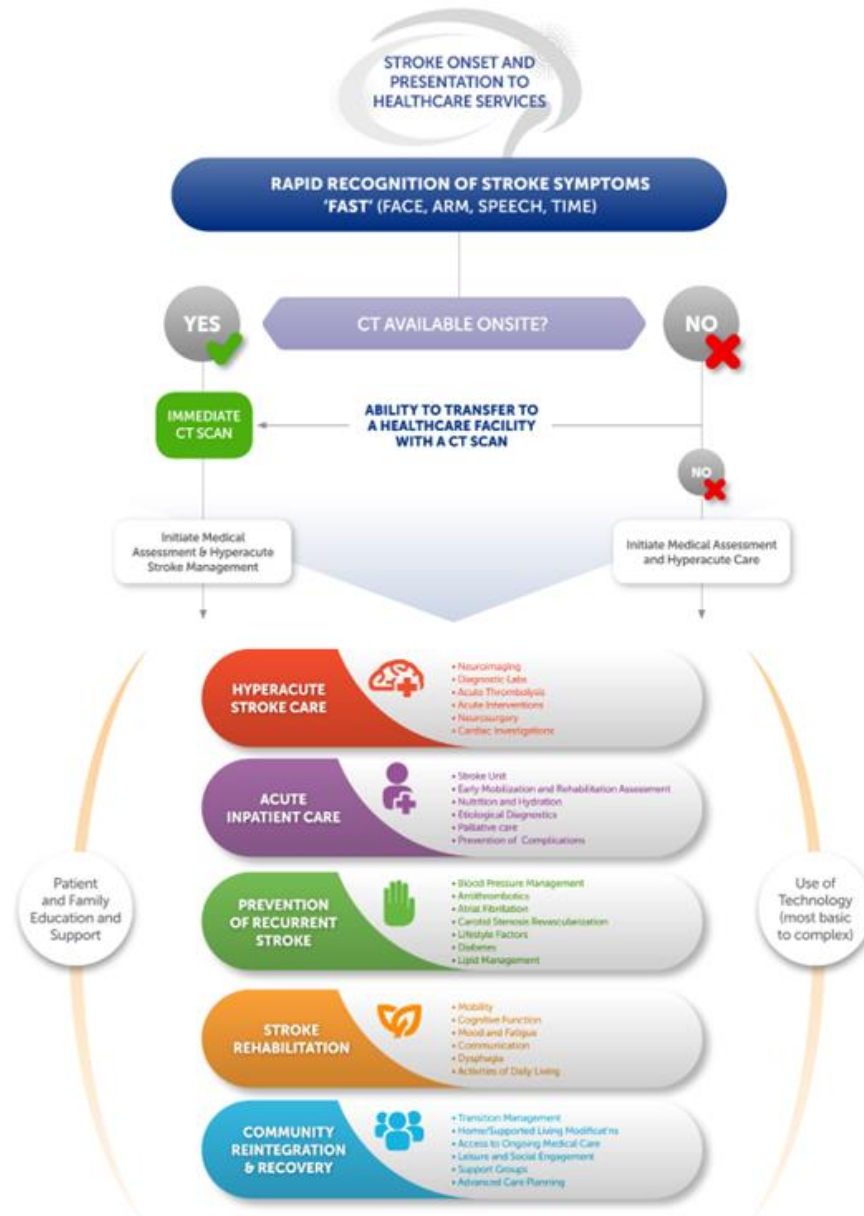 STROKE ONSET AND
PRESENTATION TO
HEALTHCARE SERVICES
RAPID RECOGNITION OF STROKE SYMPTOMS
'FAST' (FACE, ARM, SPEECH, TIME)
YES
CT AVAILABLE ONSITE?
NO
IMMEDIATE
CT SCAN
ABILITY TO TRANSFER TO
A HEALTHCARE FACILITY
WITH A CT SCAN
NO
Initiate Medical
Assessment & Hyperacute
Stroke Management
Initiate Medical Assessment
and Hyperacute Care
HYPERACUTE
STROKE CARE
• Neuroimaging
• Diagnostic Labs
• Acute Thrombolysis
• Acute Interventions
• Neurosurgery
• Cardiac Investigations
ACUTE
INPATIENT CARE
• Stroke Unit
• Early Mobilization and Rehabilitation Assessment
• Nutrition and Hydration
• Etiological Diagnostics
• Palliative care
• Prevention of Complications
Patient
and Family
Education and
Support
PREVENTION
OF RECURRENT
STROKE
• Blood Pressure Management
• Antithrombotics
• Atrial Fibrillation
• Carotid Stenosis Revascularization
• Lifestyle Factors
• Diabetes
• Lipid Management
Use of
Technology
(most basic
to complex)
STROKE
REHABILITATION
• Mobility
• Cognitive Function
• Mood and Fatigue
• Communication
• Dysphagia
• Activities of Daily Living
COMMUNITY
REINTEGRATION
& RECOVERY
• Transition Management
• Home/Supported Living Modificat'ns
• Access to Ongoing Medical Care
• Leisure and Social Engagement
• Support Groups
• Advanced Care Planning